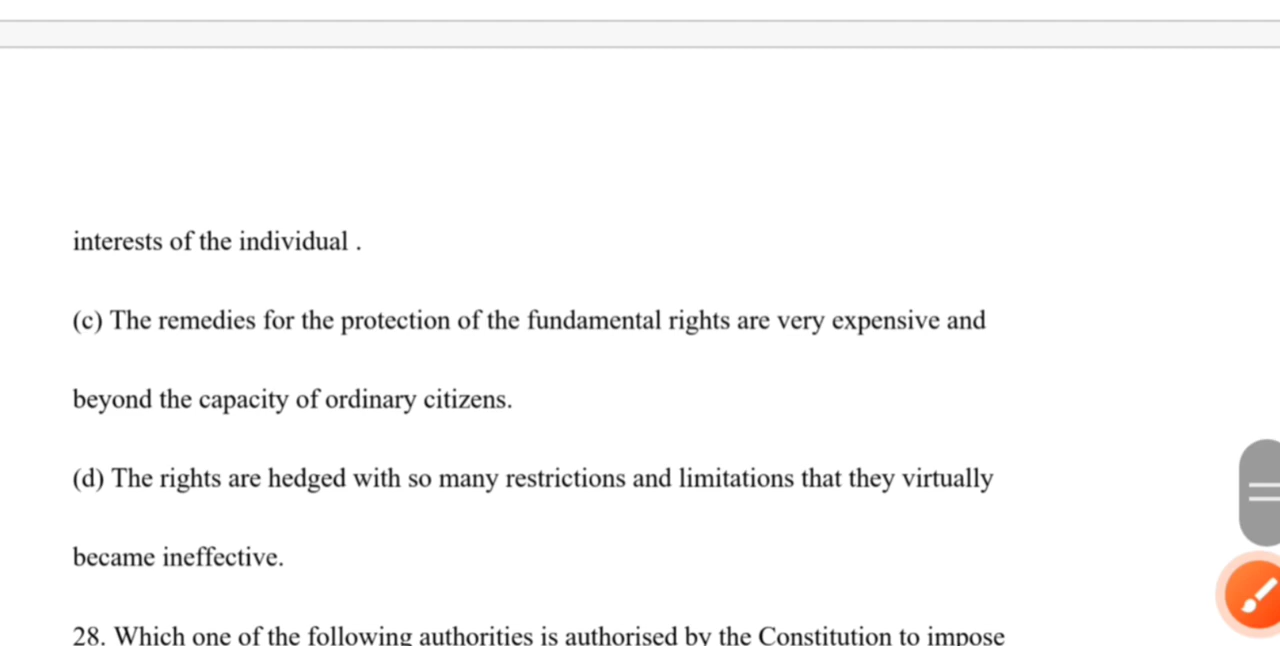 interests of the individual .
(c) The remedies for the protection of the fundamental rights are very expensive and
beyond the capacity of ordinary citizens.
(d) The rights are hedged with so many restrictions and limitations that they virtually
became ineffective.
28. Which one of the following authorities is authorised by the Constitution to impose